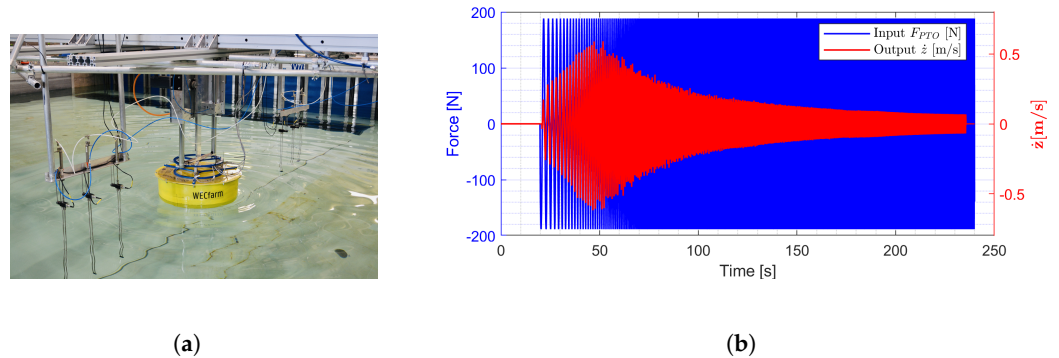 WECfarm
(a)
200
100
0
-100
-200
Force [N]
0
50
100
150
200
250
Time [s]
0.5
0
-0.5
ż[m/s]
Input F_PTO [N]
Output ż [m/s]
(b)